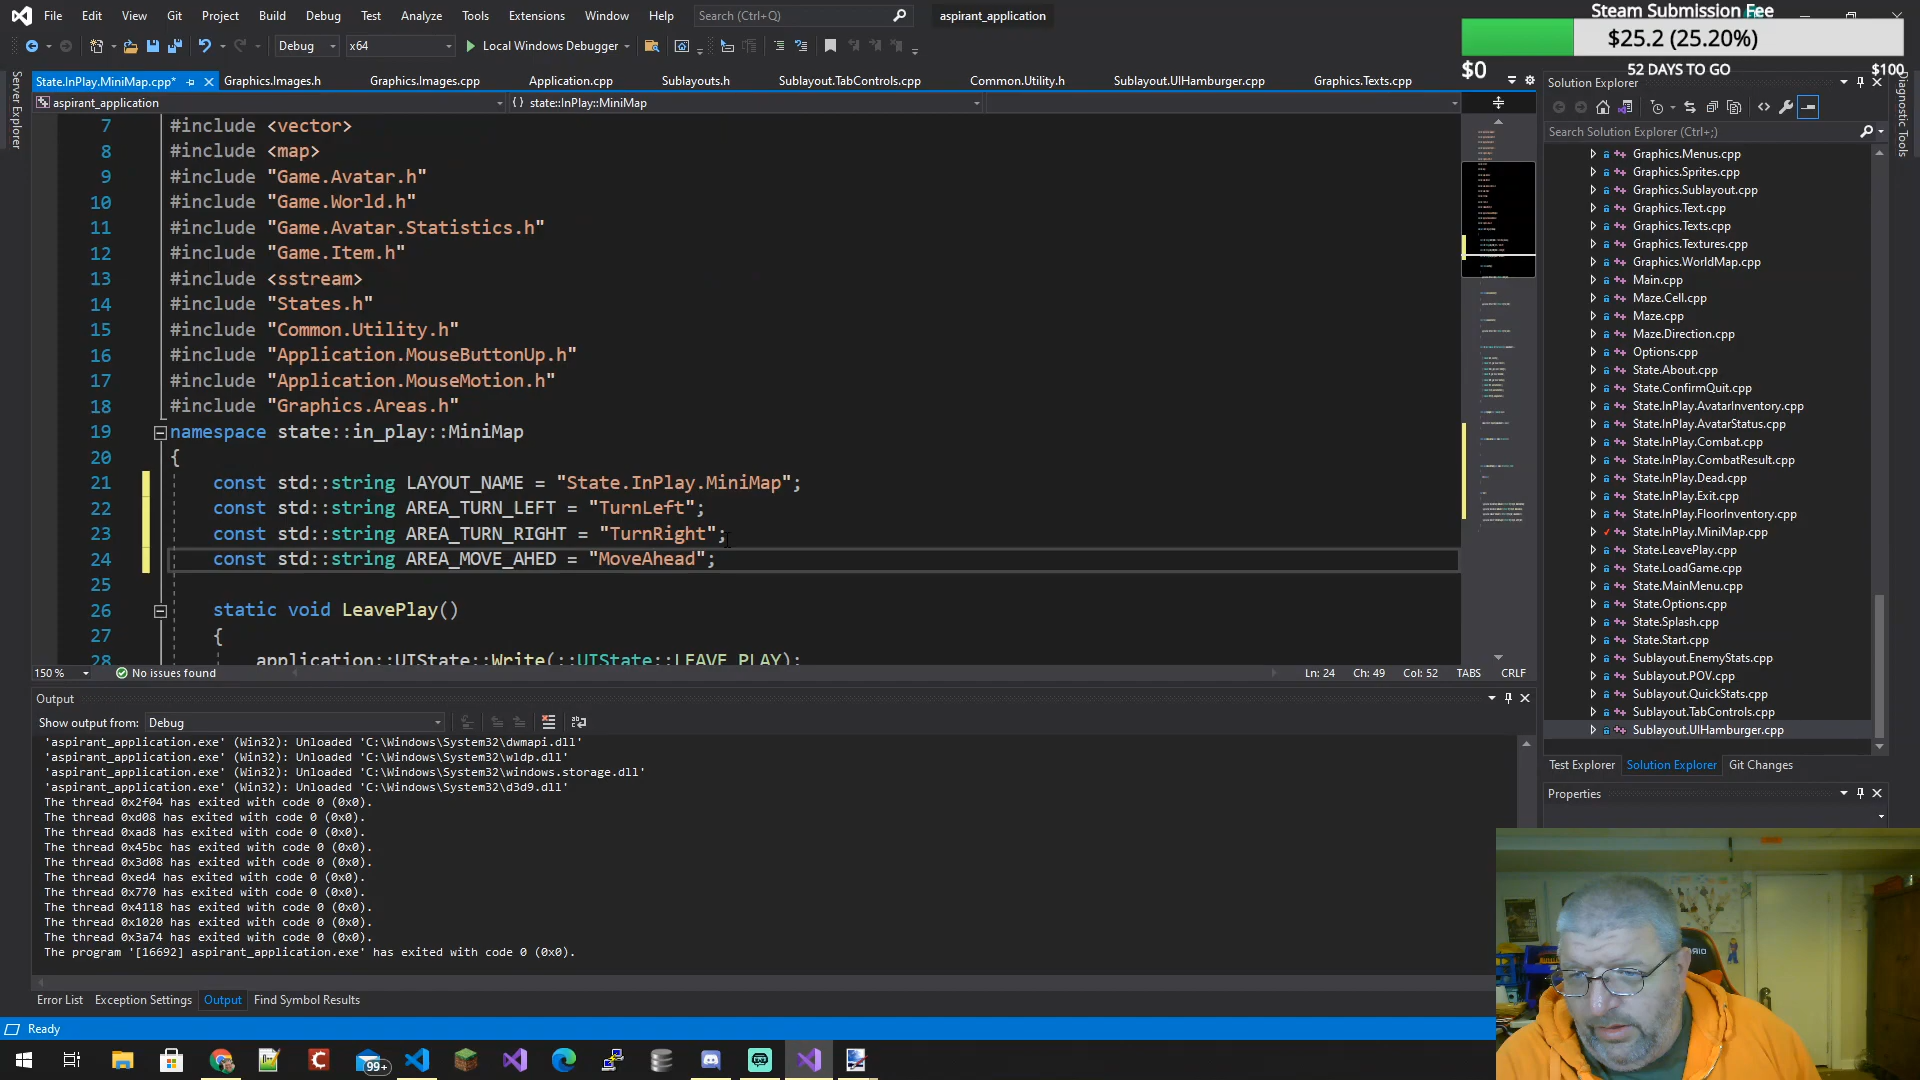 File Edit View Git Project Build Debug Test Analyze Tools Extensions Window Help Search (Ctrl+Q) aspirant_application
Steam Submission Fee
$25.2 (25.20%)
$0 52 DAYS TO GO $100
Debug x64 Local Windows Debugger
State.InPlay.MiniMap.cpp* Graphics.Images.h Graphics.Images.cpp Application.cpp Sublayouts.h Sublayout.TabControls.cpp Common.Utility.h Sublayout.UIHamburger.cpp Graphics.Texts.cpp
aspirant_application {} state::InPlay::MiniMap
Server Explorer
7 #include <vector>
8 #include <map>
9 #include "Game.Avatar.h"
10 #include "Game.World.h"
11 #include "Game.Avatar.Statistics.h"
12 #include "Game.Item.h"
13 #include <sstream>
14 #include "States.h"
15 #include "Common.Utility.h"
16 #include "Application.MouseButtonUp.h"
17 #include "Application.MouseMotion.h"
18 #include "Graphics.Areas.h"
19 namespace state::in_play::MiniMap
20 {
21 const std::string LAYOUT_NAME = "State.InPlay.MiniMap";
22 const std::string AREA_TURN_LEFT = "TurnLeft";
23 const std::string AREA_TURN_RIGHT = "TurnRight";
24 const std::string AREA_MOVE_AHED = "MoveAhead";
25
26 static void LeavePlay()
27 {
28 application::UIState::Write(::UIState::LEAVE_PLAY);
150 % No issues found Ln: 24 Ch: 49 Col: 52 TABS CRLF
Output
Show output from: Debug
'aspirant_application.exe' (Win32): Unloaded 'C:\Windows\System32\dwmapi.dll'
'aspirant_application.exe' (Win32): Unloaded 'C:\Windows\System32\wldp.dll'
'aspirant_application.exe' (Win32): Unloaded 'C:\Windows\System32\windows.storage.dll'
'aspirant_application.exe' (Win32): Unloaded 'C:\Windows\System32\d3d9.dll'
The thread 0x2f04 has exited with code 0 (0x0).
The thread 0xd08 has exited with code 0 (0x0).
The thread 0xad8 has exited with code 0 (0x0).
The thread 0x45bc has exited with code 0 (0x0).
The thread 0x3d08 has exited with code 0 (0x0).
The thread 0xed4 has exited with code 0 (0x0).
The thread 0x770 has exited with code 0 (0x0).
The thread 0x4118 has exited with code 0 (0x0).
The thread 0x1020 has exited with code 0 (0x0).
The thread 0x3a74 has exited with code 0 (0x0).
The program '[16692] aspirant_application.exe' has exited with code 0 (0x0).
Error List Exception Settings Output Find Symbol Results
Ready
99+
Solution Explorer
Search Solution Explorer (Ctrl+;)
Graphics.Menus.cpp
Graphics.Sprites.cpp
Graphics.Sublayout.cpp
Graphics.Text.cpp
Graphics.Texts.cpp
Graphics.Textures.cpp
Graphics.WorldMap.cpp
Main.cpp
Maze.Cell.cpp
Maze.cpp
Maze.Direction.cpp
Options.cpp
State.About.cpp
State.ConfirmQuit.cpp
State.InPlay.AvatarInventory.cpp
State.InPlay.AvatarStatus.cpp
State.InPlay.Combat.cpp
State.InPlay.CombatResult.cpp
State.InPlay.Dead.cpp
State.InPlay.Exit.cpp
State.InPlay.FloorInventory.cpp
State.InPlay.MiniMap.cpp
State.LeavePlay.cpp
State.LoadGame.cpp
State.MainMenu.cpp
State.Options.cpp
State.Splash.cpp
State.Start.cpp
Sublayout.EnemyStats.cpp
Sublayout.POV.cpp
Sublayout.QuickStats.cpp
Sublayout.TabControls.cpp
Sublayout.UIHamburger.cpp
Test Explorer Solution Explorer Git Changes
Properties
Diagnostic Tools